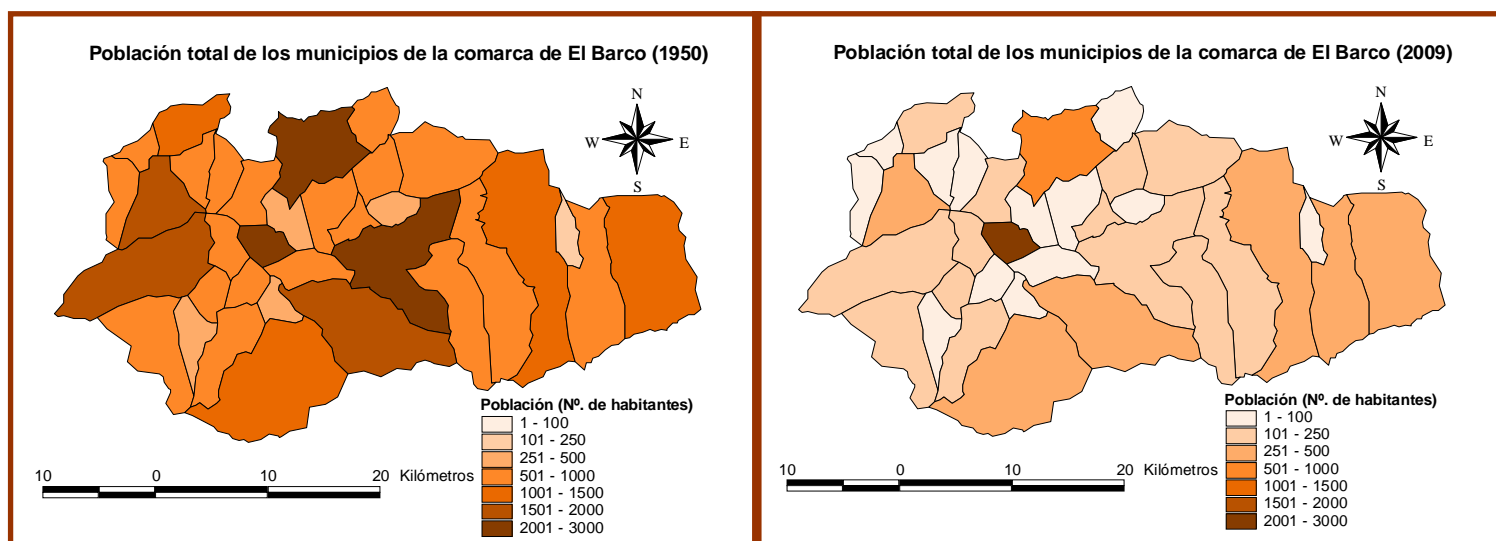 Población total de los municipios de la comarca de El Barco (1950)
N
W
E
S
Población (Nº. de habitantes)
1 - 100
101 - 250
251 - 500
501 - 1000
1001 - 1500
1501 - 2000
2001 - 3000
10 0 10 20 Kilómetros
Población total de los municipios de la comarca de El Barco (2009)
N
W
E
S
Población (Nº. de habitantes)
1 - 100
101 - 250
251 - 500
501 - 1000
1001 - 1500
1501 - 2000
2001 - 3000
10 0 10 20 Kilómetros